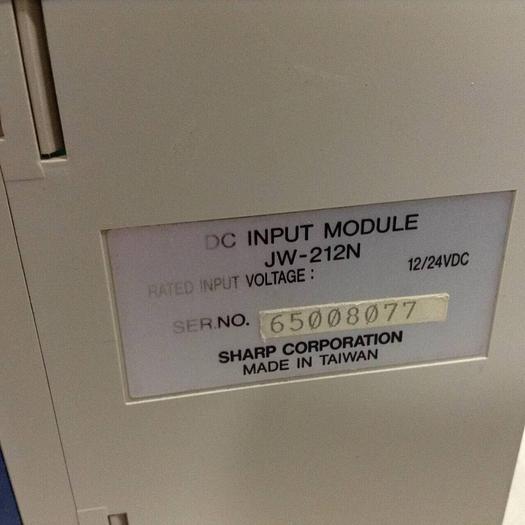 DC INPUT MODULE
JW-212N
RATED INPUT VOLTAGE : 12/24VDC
SER.NO. 65008077
SHARP CORPORATION
MADE IN TAIWAN